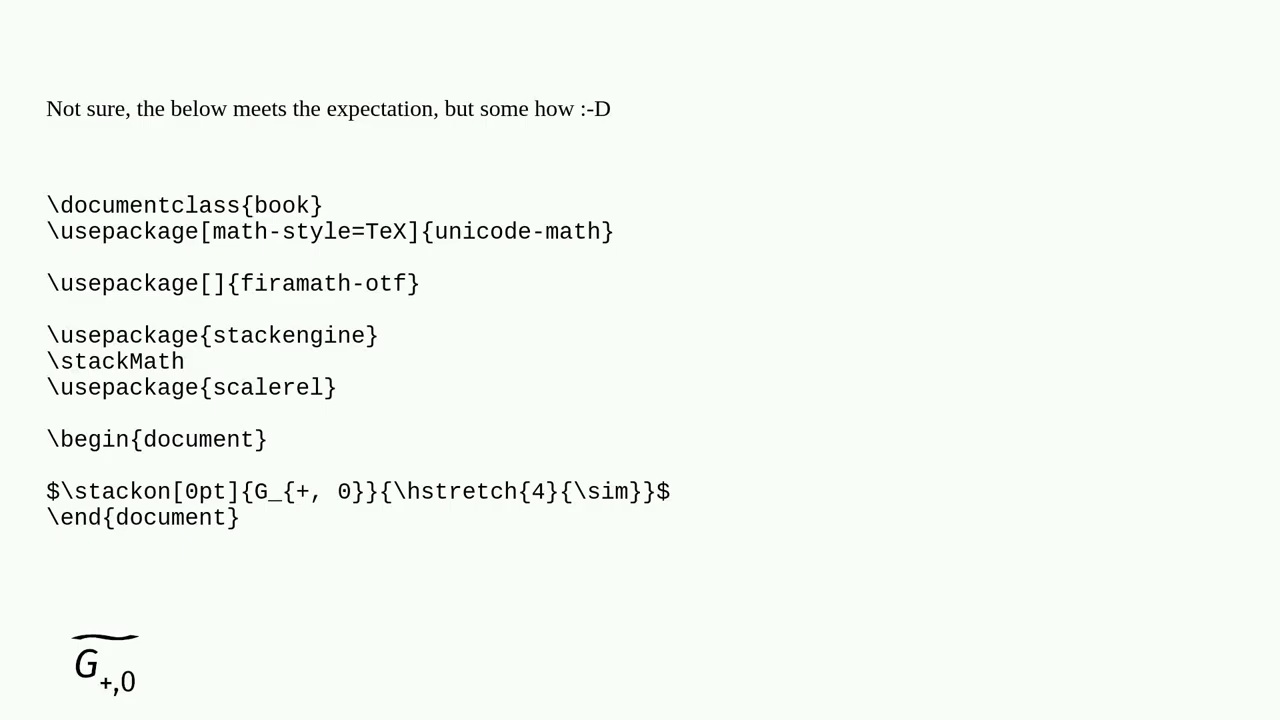 Not sure, the below meets the expectation, but some how :-D
\documentclass{book}
\usepackage[math-style=TeX]{unicode-math}
\usepackage[]{firamath-otf}
\usepackage{stackengine}
\stackMath
\usepackage{scalerel}
\begin{document}
$\stackon[0pt]{G_{+, 0}}{\hstretch{4}{\sim}}$
\end{document}
G̃+,0